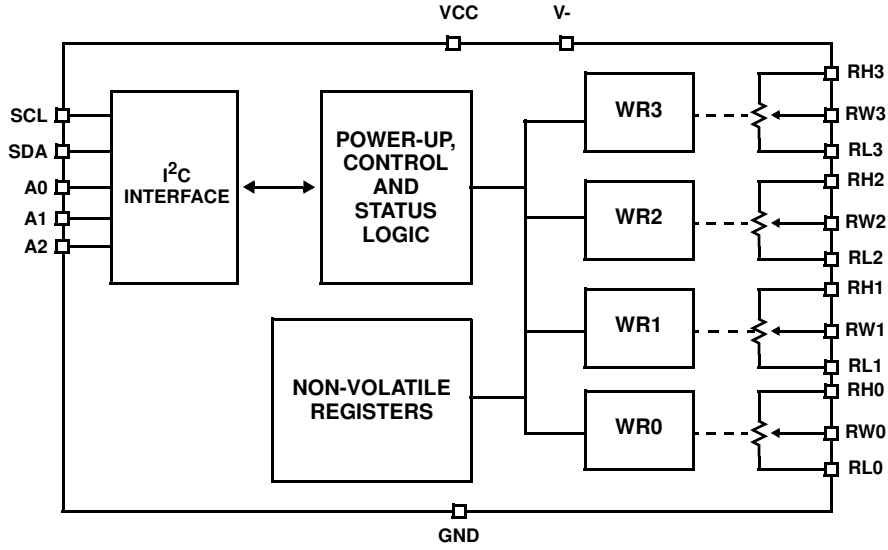 VCC
V-
SCL
SDA
A0
A1
A2
I²C
INTERFACE
POWER-UP,
CONTROL
AND
STATUS
LOGIC
NON-VOLATILE
REGISTERS
WR3
WR2
WR1
WR0
RH3
RW3
RL3
RH2
RW2
RL2
RH1
RW1
RL1
RH0
RW0
RL0
GND